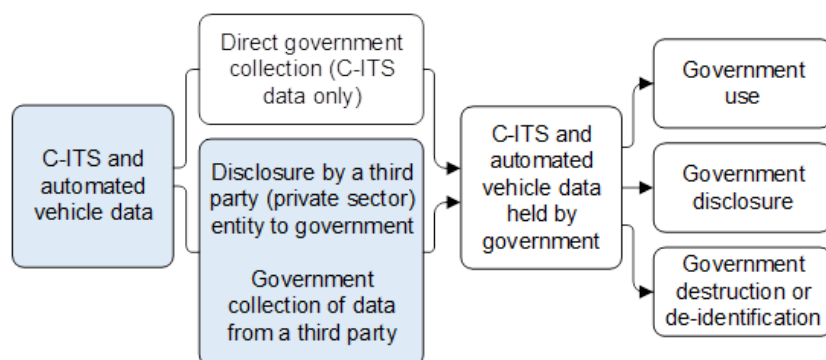 C-ITS and
automated
vehicle data
Direct government
collection (C-ITS
data only)
Disclosure by a third
party (private sector)
entity to government
Government
collection of data
from a third party
C-ITS and
automated
vehicle data
held by
government
Government
use
Government
disclosure
Government
destruction or
de-identification